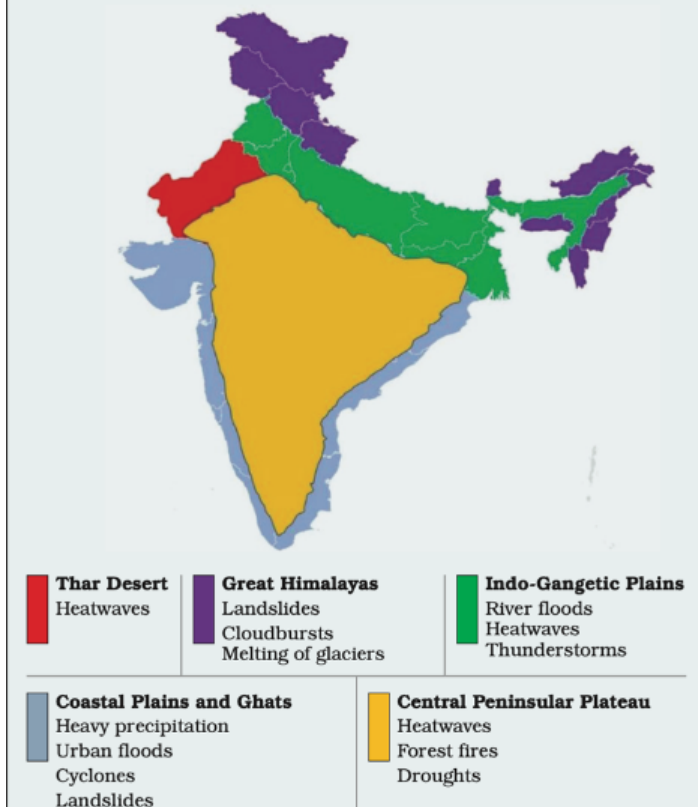 Thar Desert
Heatwaves
Great Himalayas
Landslides
Cloudbursts
Melting of glaciers
Indo-Gangetic Plains
River floods
Heatwaves
Thunderstorms
Coastal Plains and Ghats
Heavy precipitation
Urban floods
Cyclones
Landslides
Central Peninsular Plateau
Heatwaves
Forest fires
Droughts